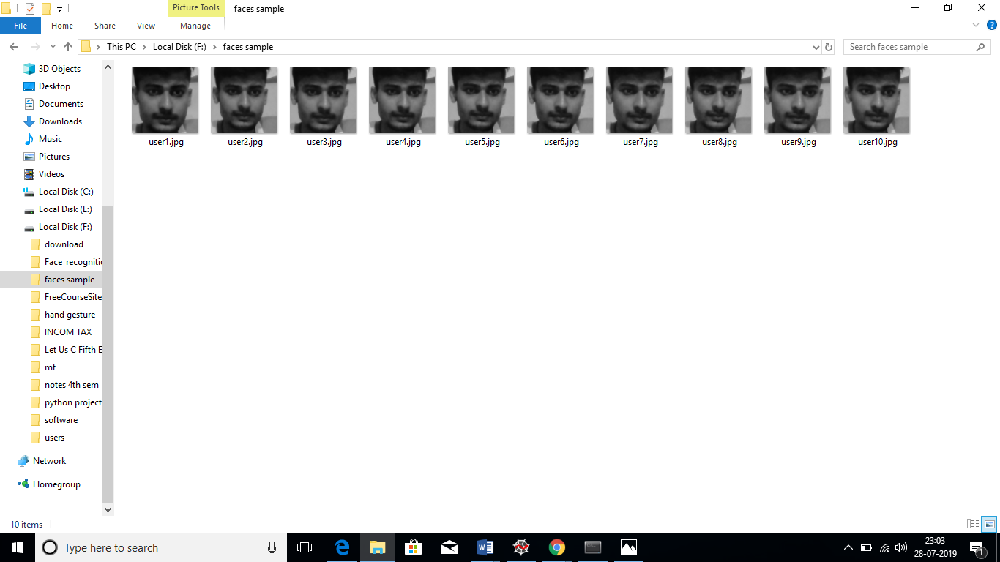 Picture Tools
faces sample
File
Home
Share
View
Manage
This PC
Local Disk (F:)
faces sample
Search faces sample
3D Objects
Desktop
Documents
Downloads
Music
Pictures
Videos
Local Disk (C:)
Local Disk (E:)
Local Disk (F:)
download
Face_recogniti
faces sample
FreeCourseSite
hand gesture
INCOM TAX
Let Us C Fifth E
mt
notes 4th sem
python project
software
users
Network
Homegroup
user1.jpg
user2.jpg
user3.jpg
user4.jpg
user5.jpg
user6.jpg
user7.jpg
user8.jpg
user9.jpg
user10.jpg
10 items
Type here to search
23:03
28-07-2019
1